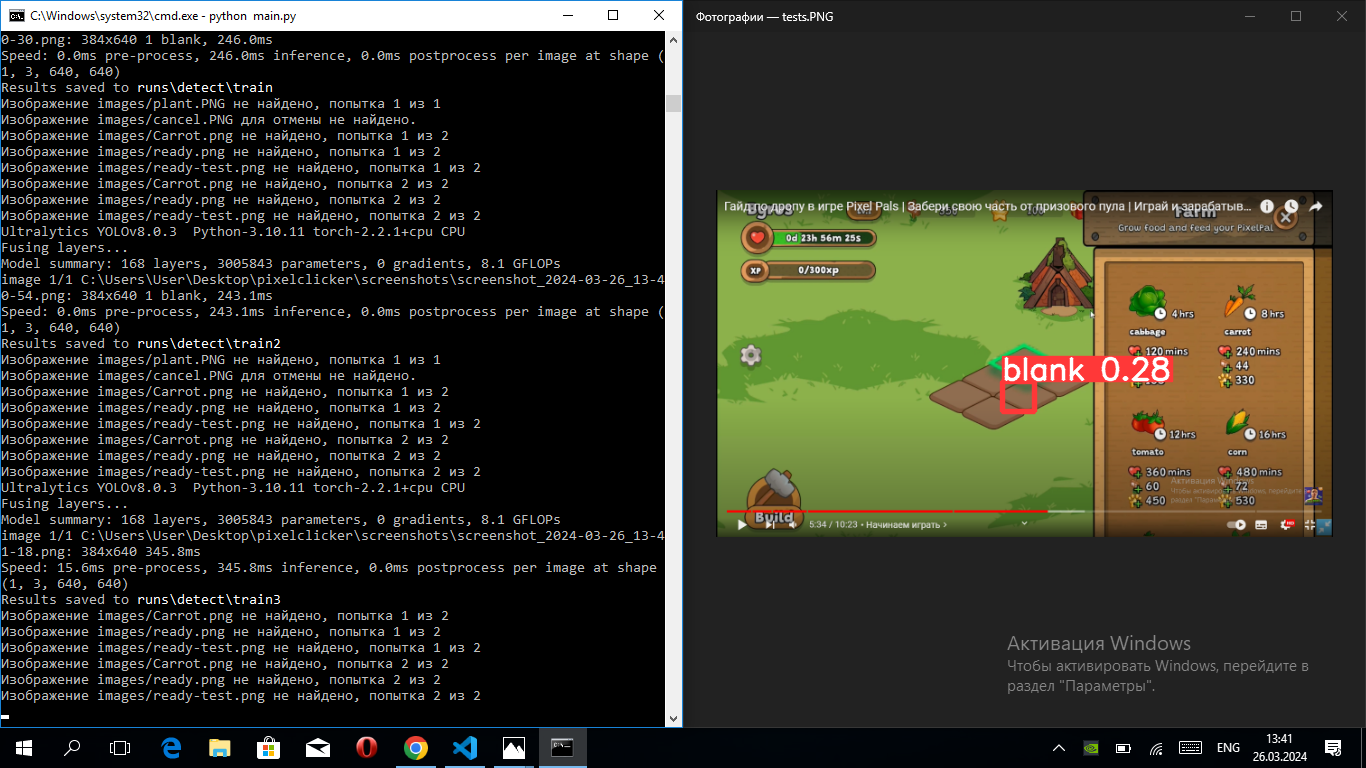 C:\Windows\system32\cmd.exe - python  main.py
0-30.png: 384x640 1 blank, 246.0ms
Speed: 0.0ms pre-process, 246.0ms inference, 0.0ms postprocess per image at shape (
1, 3, 640, 640)
Results saved to runs\detect\train
Изображение images/plant.PNG не найдено, попытка 1 из 1
Изображение images/cancel.PNG для отмены не найдено.
Изображение images/Carrot.png не найдено, попытка 1 из 2
Изображение images/ready.png не найдено, попытка 1 из 2
Изображение images/ready-test.png не найдено, попытка 1 из 2
Изображение images/Carrot.png не найдено, попытка 2 из 2
Изображение images/ready.png не найдено, попытка 2 из 2
Изображение images/ready-test.png не найдено, попытка 2 из 2
Ultralytics YOLOv8.0.3  Python-3.10.11 torch-2.2.1+cpu CPU
Fusing layers...
Model summary: 168 layers, 3005843 parameters, 0 gradients, 8.1 GFLOPs
image 1/1 C:\Users\User\Desktop\pixelclicker\screenshots\screenshot_2024-03-26_13-4
0-54.png: 384x640 1 blank, 243.1ms
Speed: 0.0ms pre-process, 243.1ms inference, 0.0ms postprocess per image at shape (
1, 3, 640, 640)
Results saved to runs\detect\train2
Изображение images/plant.PNG не найдено, попытка 1 из 1
Изображение images/cancel.PNG для отмены не найдено.
Изображение images/Carrot.png не найдено, попытка 1 из 2
Изображение images/ready.png не найдено, попытка 1 из 2
Изображение images/ready-test.png не найдено, попытка 1 из 2
Изображение images/Carrot.png не найдено, попытка 2 из 2
Изображение images/ready.png не найдено, попытка 2 из 2
Изображение images/ready-test.png не найдено, попытка 2 из 2
Ultralytics YOLOv8.0.3  Python-3.10.11 torch-2.2.1+cpu CPU
Fusing layers...
Model summary: 168 layers, 3005843 parameters, 0 gradients, 8.1 GFLOPs
image 1/1 C:\Users\User\Desktop\pixelclicker\screenshots\screenshot_2024-03-26_13-4
1-18.png: 384x640 345.8ms
Speed: 15.6ms pre-process, 345.8ms inference, 0.0ms postprocess per image at shape
(1, 3, 640, 640)
Results saved to runs\detect\train3
Изображение images/Carrot.png не найдено, попытка 1 из 2
Изображение images/ready.png не найдено, попытка 1 из 2
Изображение images/ready-test.png не найдено, попытка 1 из 2
Изображение images/Carrot.png не найдено, попытка 2 из 2
Изображение images/ready.png не найдено, попытка 2 из 2
Изображение images/ready-test.png не найдено, попытка 2 из 2
Фотографии — tests.PNG
Гайд по дропу в игре Pixel Pals | Забери свою часть от призового пула | Играй и зарабатыв...
Farm
Grow food and feed your PixelPal
0d 23h 56m 25s
XP 0/300xp
4 hrs
8 hrs
cabbage
carrot
120 mins
240 mins
44
330
blank 0.28
12 hrs
16 hrs
tomato
corn
360 mins
480 mins
60
72
450
530
Активация Windows
Чтобы активировать Windows, перейдите
раздел "Пара
Build
5:34 / 10:23 • Начинаем играть ›
Активация Windows
Чтобы активировать Windows, перейдите в
раздел "Параметры".
ENG
13:41
26.03.2024